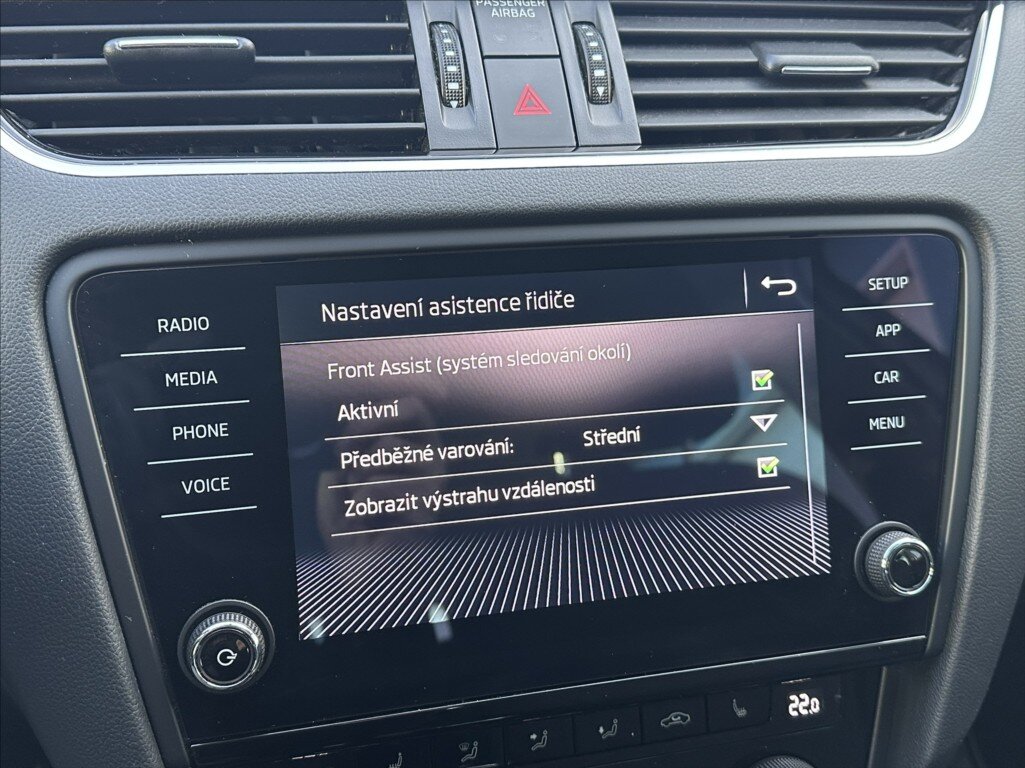 PASSENGER
AIRBAG
Nastavení asistence řidiče
Front Assist (systém sledování okolí)
Aktivní
Předběžné varování: Střední
Zobrazit výstrahu vzdálenosti
RADIO
MEDIA
PHONE
VOICE
SETUP
APP
CAR
MENU
22.0